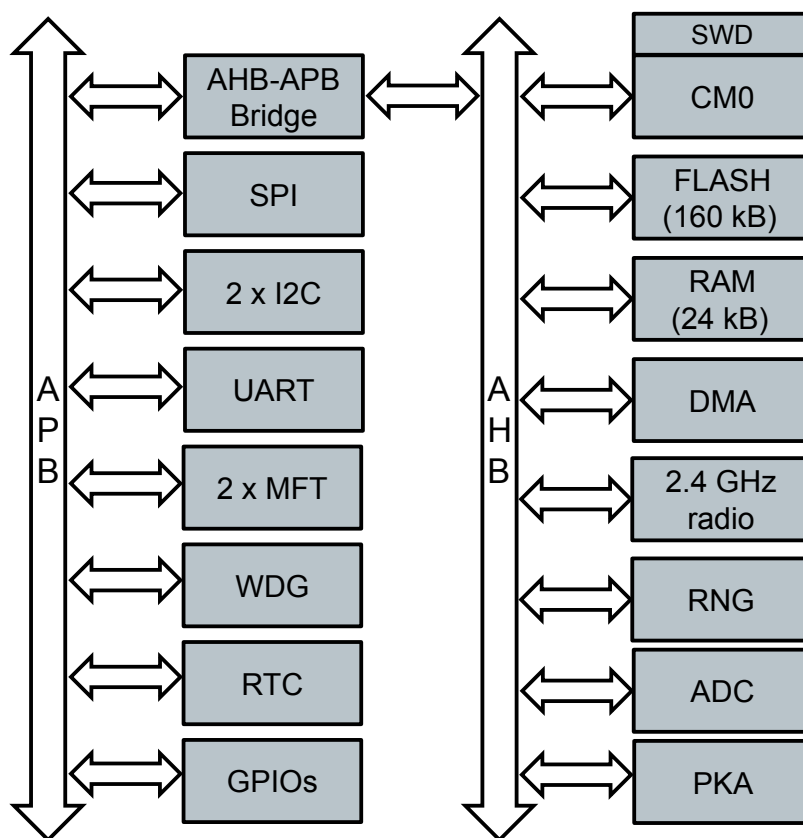 A
P
B
AHB-APB
Bridge
SPI
2 x I2C
UART
2 x MFT
WDG
RTC
GPIOs
A
H
B
SWD
CM0
FLASH
(160 kB)
RAM
(24 kB)
DMA
2.4 GHz
radio
RNG
ADC
PKA